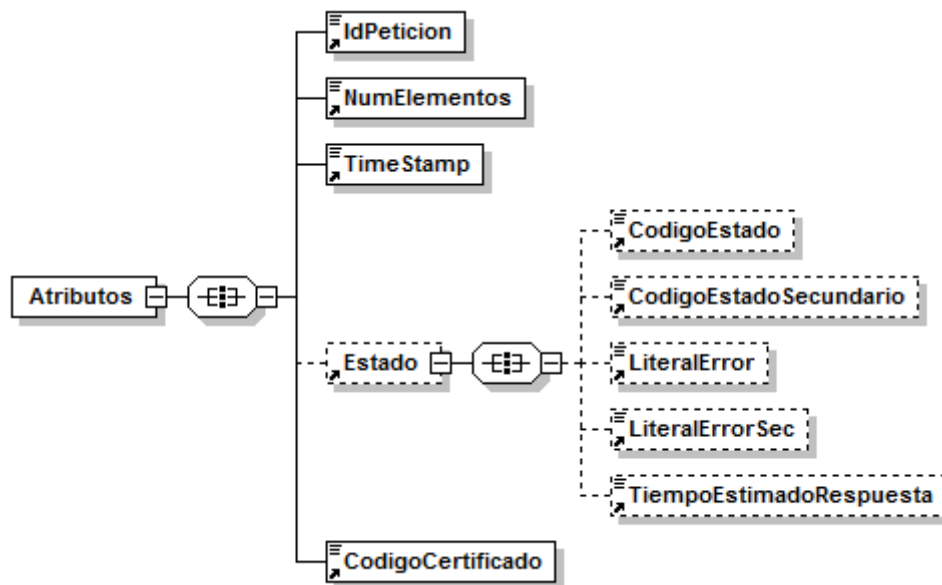 IdPeticion
NumElementos
TimeStamp
CodigoEstado
CodigoEstadoSecundario
Atributos
Estado
LiteralError
LiteralErrorSec
TiempoEstimadoRespuesta
CodigoCertificado